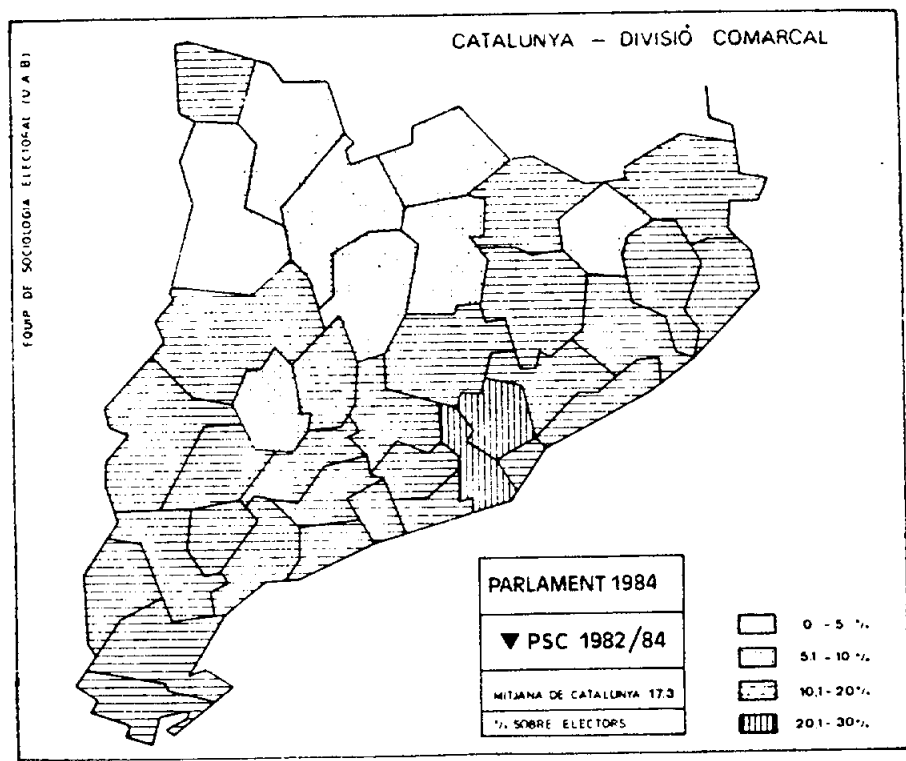 CATALUNYA – DIVISIÓ COMARCAL
EQUIP DE SOCIOLOGIA ELECTORAL (U A B)
PARLAMENT 1984
▼ PSC 1982/84
MITJANA DE CATALUNYA 17.3
% SOBRE ELECTORS
0 - 5 %
5.1 - 10 %
10,1 - 20 %
20,1 - 30 %